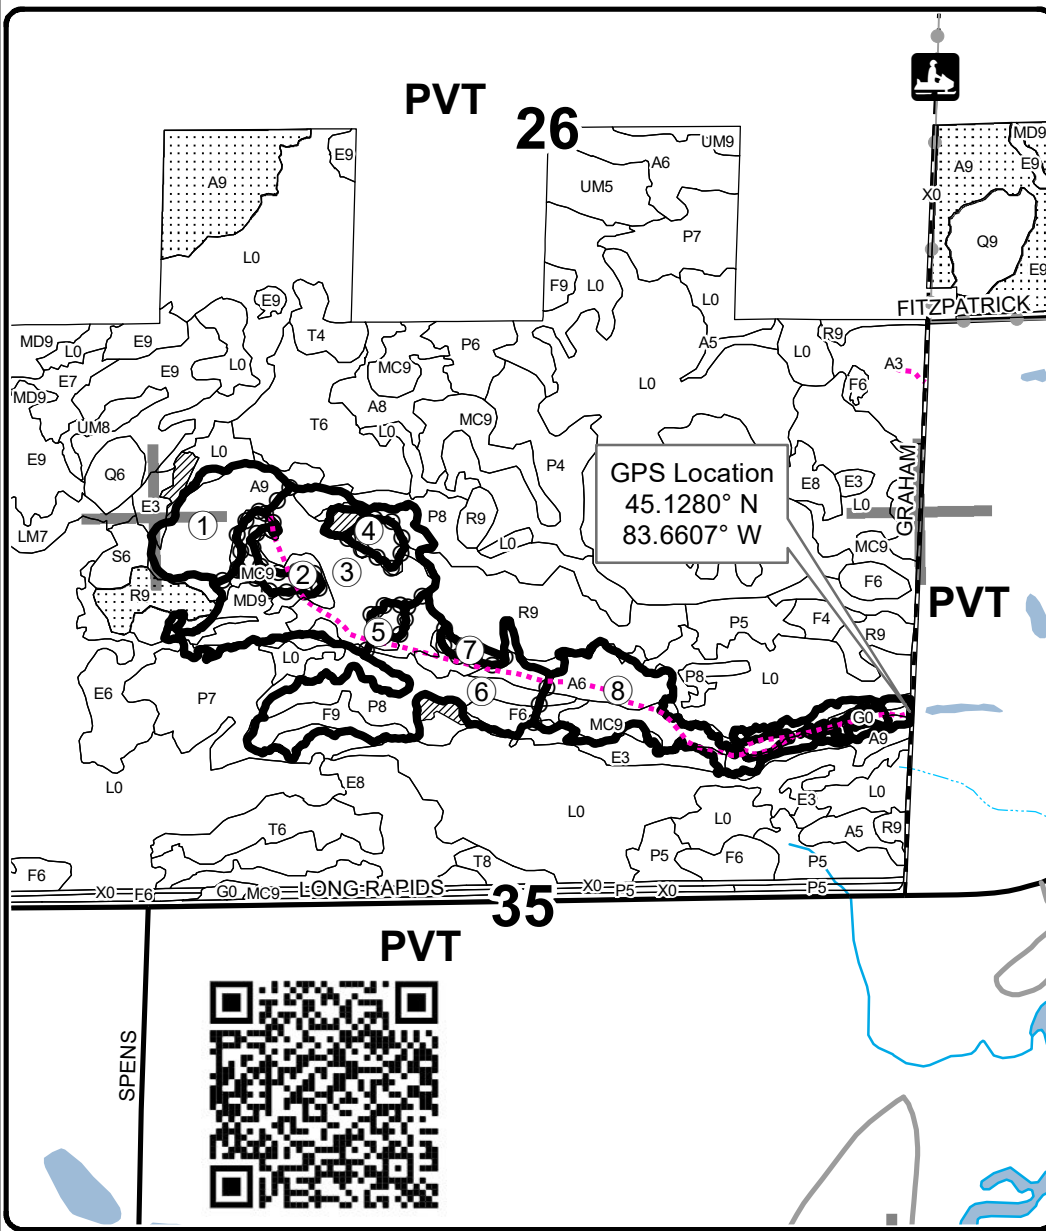 PVT
26
MD9
UM9
E9
A6
A9
E9
A9
UM5
X0
P7
Q9
L0
E9
F9
L0
E9
L0
FITZPATRICK
MD9
L0
E9
T4
P6
A5
L0
R9
A3
E7
E9
L0
MC9
L0
F6
MD9
A8
MC9
UM8
T6
L0
E9
L0
Q6
P4
GPS Location
45.1280° N
83.6607° W
E8
E3
A9
E3
L0
GRAHAM
LM7
1
4
P8
R9
L0
MC9
S6
R9
MC9
2
3
F6
MD9
R9
P5
F4
PVT
5
R9
L0
7
E6
P7
6
A6
8
P8
L0
F9
P8
F6
MC9
G0
A9
E3
L0
E8
L0
E3
L0
T6
L0
A5
R9
F6
T8
P5
F6
P5
X0
F6
G0
MC9
LONG RAPIDS
X0
P5
X0
P5
35
PVT
SPENS